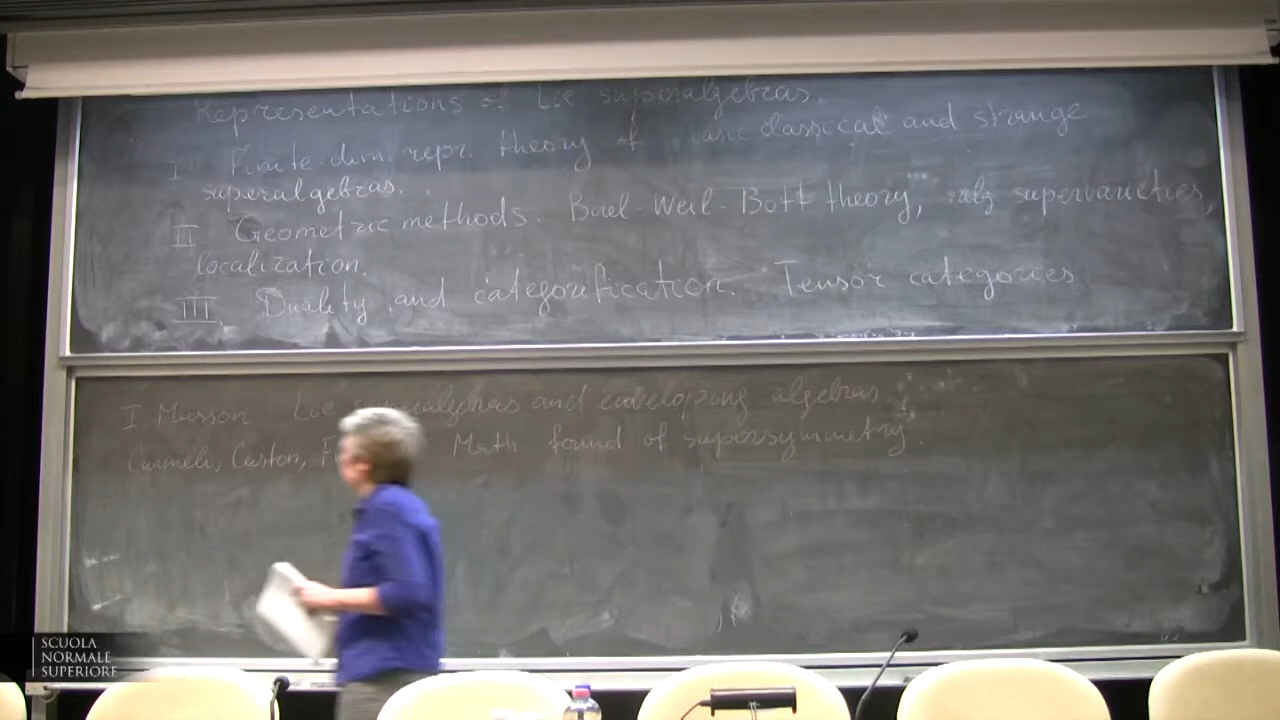 Representations of Lie superalgebras.
I Finite-dim. repr. theory of basic classical and strange
superalgebras.
II Geometric methods. Borel-Weil-Bott theory, alg. supervarieties,
localization.
III. Duality and categorification. Tensor categories
I Musson Lie superalgebras and enveloping algebras.
Carmeli, Caston, Math found of supersymmetry.
SCUOLA
NORMALE
SUPERIORE